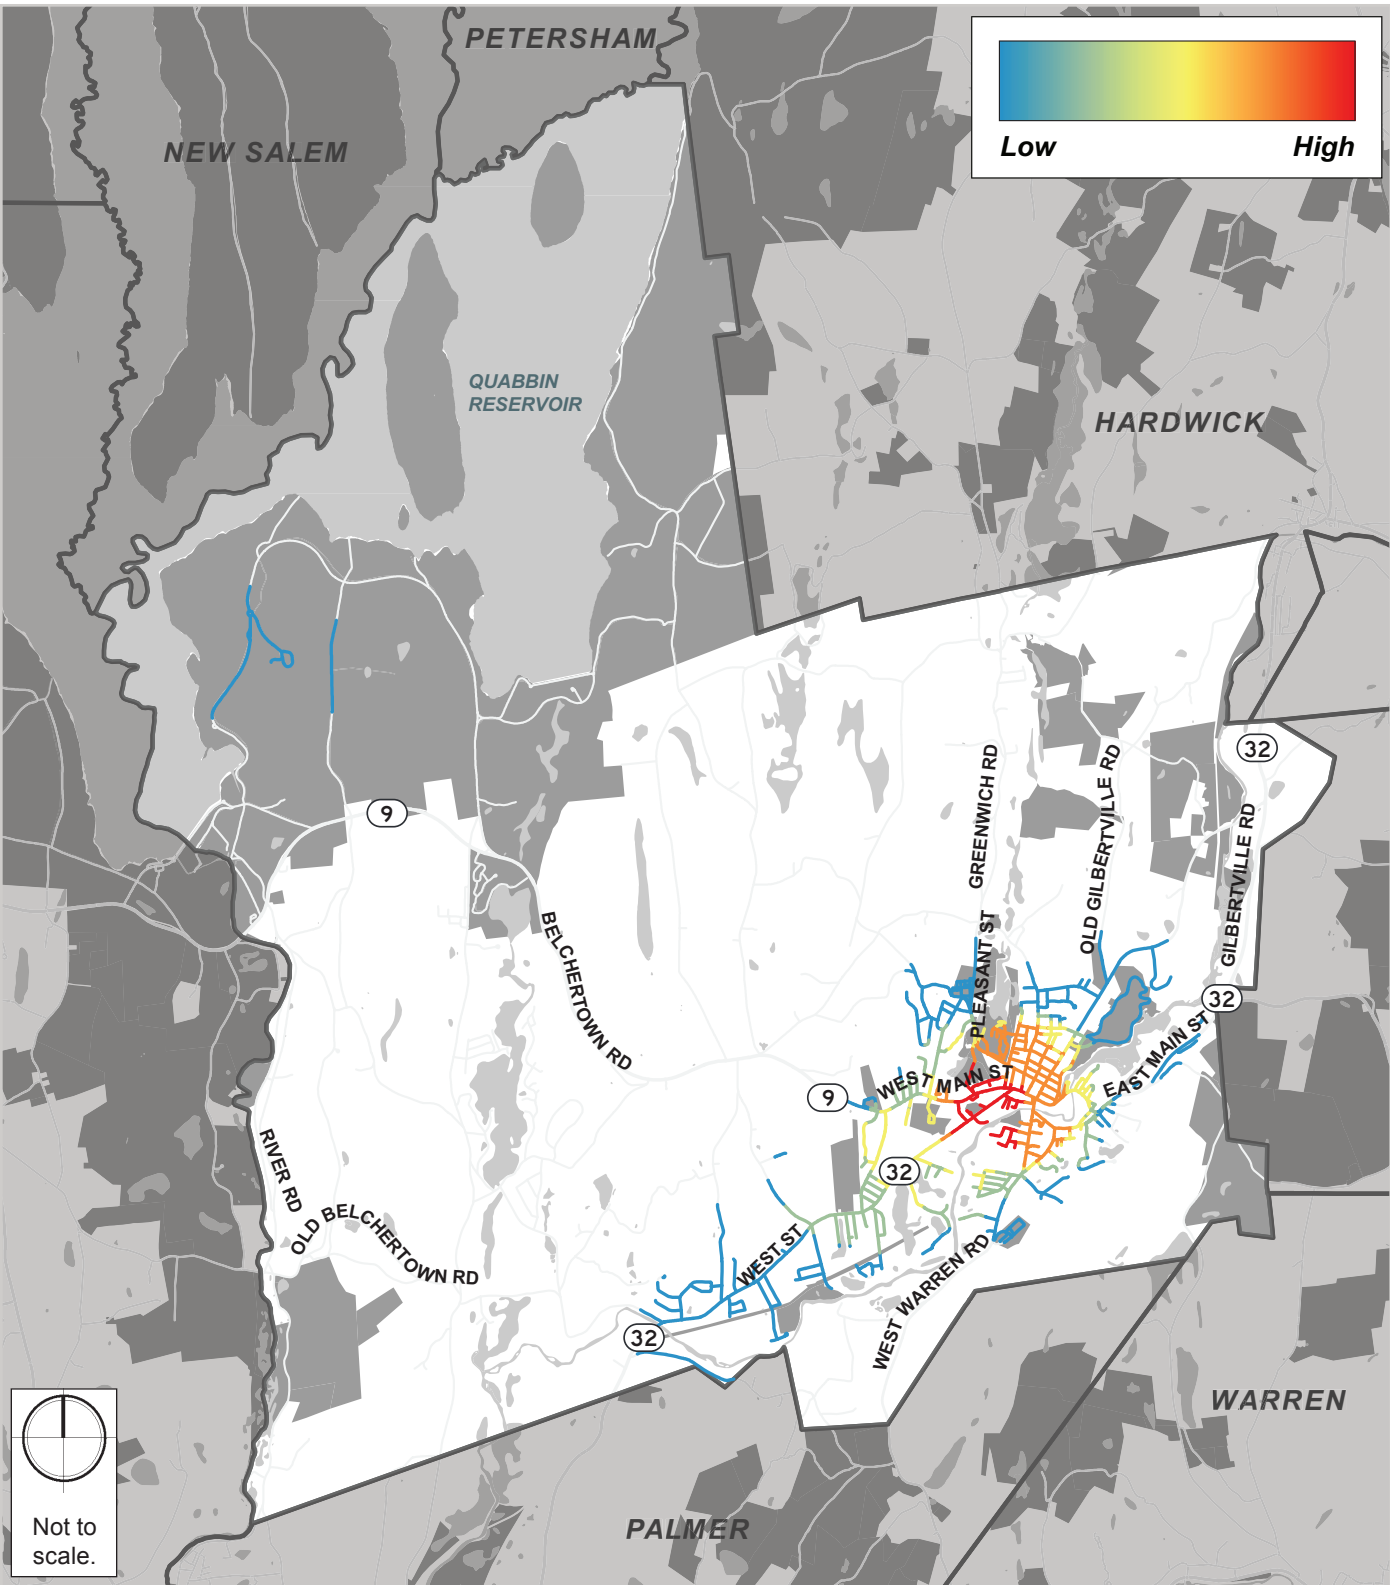 PETERSHAM
NEW SALEM
Low
High
QUABBIN
RESERVOIR
HARDWICK
32
9
GREENWICH RD
OLD GILBERTVILLE RD
GILBERTVILLE RD
BELCHERTOWN RD
PLEASANT ST
32
EAST MAIN ST
WEST MAIN ST
9
32
RIVER RD
OLD BELCHERTOWN RD
WEST ST
WEST WARREN RD
32
WARREN
PALMER
Not to
scale.